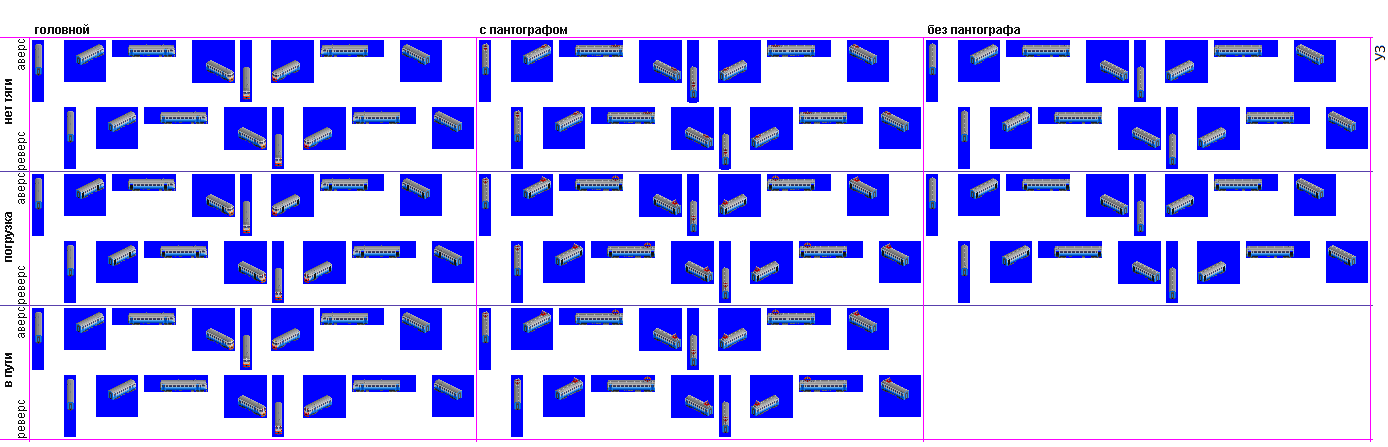 головной
с пантографом
без пантографа
УЗ
нет тяги
аверс
реверс
погрузка
аверс
реверс
в пути
аверс
реверс